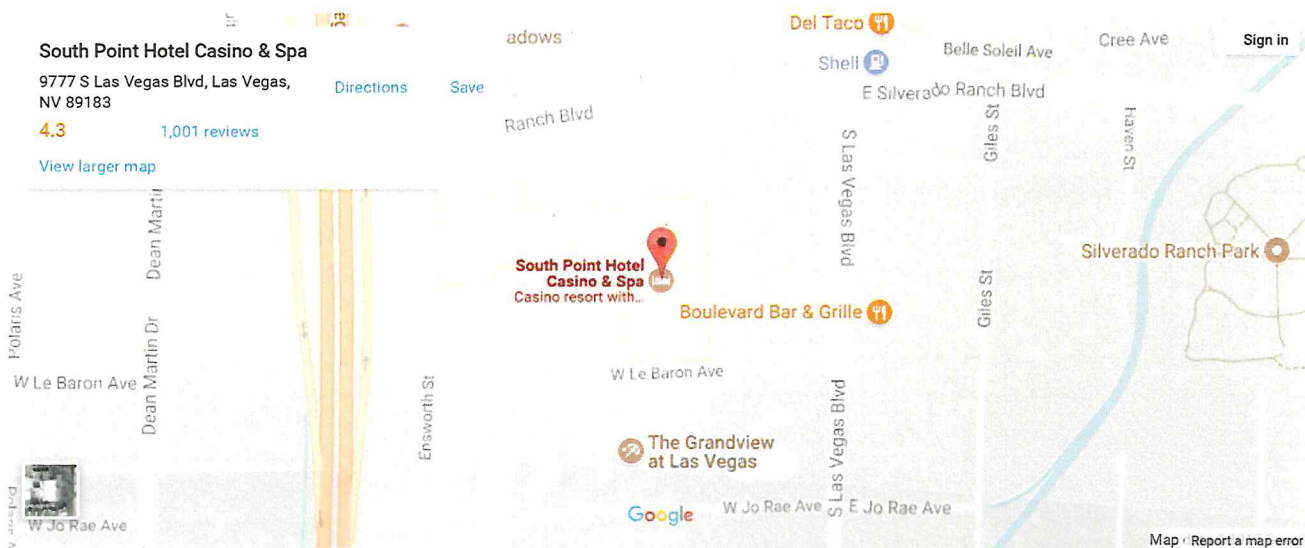 South Point Hotel Casino & Spa
9777 S Las Vegas Blvd, Las Vegas,
NV 89183
Directions
Save
4.3
1,001 reviews
View larger map
Sign in
adows
Del Taco
Shell
Belle Soleil Ave
Cree Ave
E Silverado Ranch Blvd
Ranch Blvd
S Las Vegas Blvd
Giles St
Haven St
Dean Martin
Silverado Ranch Park
South Point Hotel
Casino & Spa
Casino resort with...
Boulevard Bar & Grille
Giles St
Polaris Ave
Dean Martin Dr
W Le Baron Ave
W Le Baron Ave
Ensworth St
S Las Vegas Blvd
The Grandview
at Las Vegas
Google
W Jo Rae Ave
E Jo Rae Ave
W Jo Rae Ave
Map
Report a map error